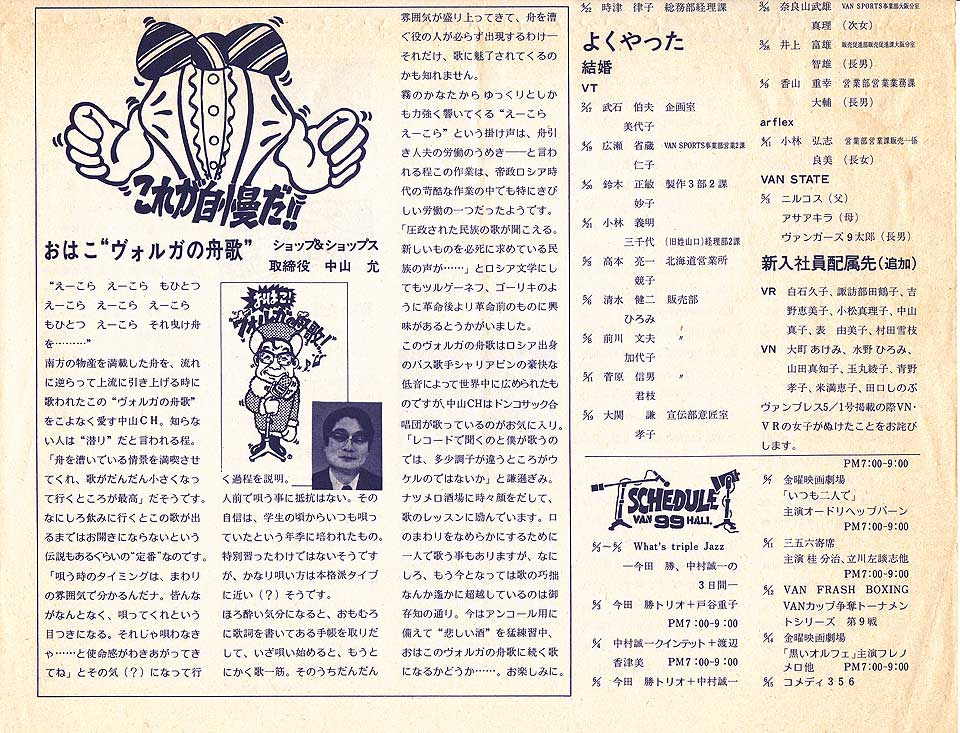 これが自慢だ!!
おはこ“ヴォルガの舟歌”
ショップ&ショップス
取締役 中山 允
“えーこら えーこら もひとつ
えーこら えーこら えーこら
もひとつ えーこら それ曳け舟
を………”
南方の物産を満載した舟を、流れ
に逆らって上流に引き上げる時に
歌われたこの“ヴォルガの舟歌”
をこよなく愛す中山CH。知らな
い人は“潜り”だと言われる程。
「舟を漕いでいる情景を満喫させ
てくれ、歌がだんだん小さくなっ
て行くところが最高」だそうです。
なにしろ飲みに行くとこの歌が出
るまではお開きにならないという
伝説もあるぐらいの“定番”なのです。
「唄う時のタイミングは、まわり
の雰囲気で分かるんだナ。皆んな
がなんとなく、唄ってくれという
目つきになる。それじゃ唄わなき
ゃ……と使命感がわきあがってき
てね」とその気(?)になって行
おはこ!
ヴォルガの舟歌!
く過程を説明。
人前で唄う事に抵抗はない。その
自信は、学生の頃からいつも唄っ
ていたという年季に培われたもの。
特別習ったわけではないそうです
が、かなり唄い方は本格派タイプ
に近い(?)そうです。
ほろ酔い気分になると、おもむろ
に歌詞を書いてある手帳を取りだ
して、いざ唄い始めると、もうと
にかく歌一筋。そのうちだんだん
雰囲気が盛り上ってきて、舟を漕
ぐ役の人が必らず出現するわけ—
それだけ、歌に魅了されてくるの
かも知れません。
霧のかなたから ゆっくりとしか
も力強く響いてくる“えーこら
えーこら”という掛け声は、舟引
き人夫の労働のうめき——と言わ
れる程この作業は、帝政ロシア時
代の苛酷な作業の中でも特にきび
しい労働の一つだったようです。
「圧政された民族の歌が聞こえる。
新しいものを必死に求めている民
族の声が……」とロシア文学にし
てもツルゲーネフ、ゴーリキのよ
うに革命後より革命前のものに興
味があるとうかがいました。
このヴォルガの舟歌はロシア出身
のバス歌手シャリアピンの豪快な
低音によって世界中に広められたも
のですが、中山CHはドンコサック合
唱団が歌っているのがお気に入り。
「レコードで聞くのと僕が歌うの
では、多少調子が違うところがウ
ケルのではないか」と謙遜ぎみ。
ナツメロ酒場に時々顔をだして、
歌のレッスンに励んでいます。口
のまわりをなめらかにするために
一人で歌う事もありますが、なに
しろ、もう今となっては歌の巧拙
なんか遙かに超越しているのは御
存知の通り。今はアンコール用に
備えて“悲しい酒”を猛練習中、
おはこのヴォルガの舟歌に続く歌
になるかどうか……。お楽しみに。
時津 律子 総務部経理課
よくやった
結婚
VT
武石 伯夫 企画室
美代子
広瀬 省蔵 VAN SPORTS事業部営業2課
仁子
鈴木 正敏 製作3部2課
妙子
小林 義明
三千代 (旧姓山口)経理部2課
高本 亮一 北海道営業所
競子
清水 健二 販売部
ひろみ
前川 文夫 〃
加代子
菅原 信男 〃
君枝
大関 謙 宣伝部意匠室
孝子
SCHEDULE
VAN 99 HALL.
What's triple Jazz
—今田 勝、中村誠一の
3日間—
今田 勝トリオ+戸谷重子
PM7:00-9:00
中村誠一クインテット+渡辺
香津美 PM7:00-9:00
今田 勝トリオ+中村誠一
奈良山武雄 VAN SPORTS事業部大阪分室
真理 (次女)
井上 富雄 販売促進部販売促進課大阪分室
智雄 (長男)
香山 重幸 営業部営業業務課
大輔 (長男)
arflex
小林 弘志 営業部営業課販売一係
良美 (長女)
VAN STATE
ニルコス (父)
アサアキラ (母)
ヴァンガーズ9太郎 (長男)
新入社員配属先(追加)
VR 白石久子、諏訪部田鶴子、吉
野恵美子、小松真理子、中山
真子、表 由美子、村田雪枝
VN 大町あけみ、水野ひろみ、
山田真知子、玉丸綾子、青野
孝子、米満恵子、田口しのぶ
ヴァンプレス5/1号掲載の際VN・
VRの女子がぬけたことをお詫び
します。
PM7:00-9:00
金曜映画劇場
「いつも二人で」
主演オードリヘップバーン
PM7:00-9:00
三五六寄席
主演 桂 分治、立川左談志他
PM7:00-9:00
VAN FRASH BOXING
VANカップ争奪トーナメン
トシリーズ 第9戦
金曜映画劇場
「黒いオルフェ」主演フレノ
メロ他 PM7:00-9:00
コメディ356